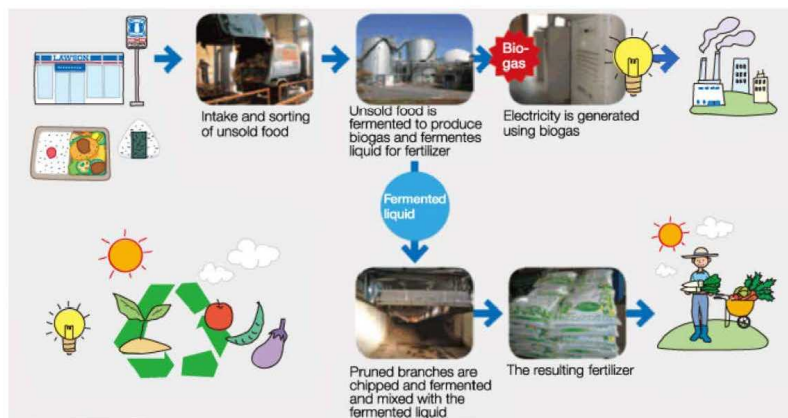 LAWSON
Bio-
gas
Intake and sorting
of unsold food
Unsold food is
fermented to produce
biogas and fermentes
liquid for fertilizer
Electricity is generated
using biogas
Fermented
liquid
Pruned branches are
chipped and fermented
and mixed with the
fermented liquid
The resulting fertilizer